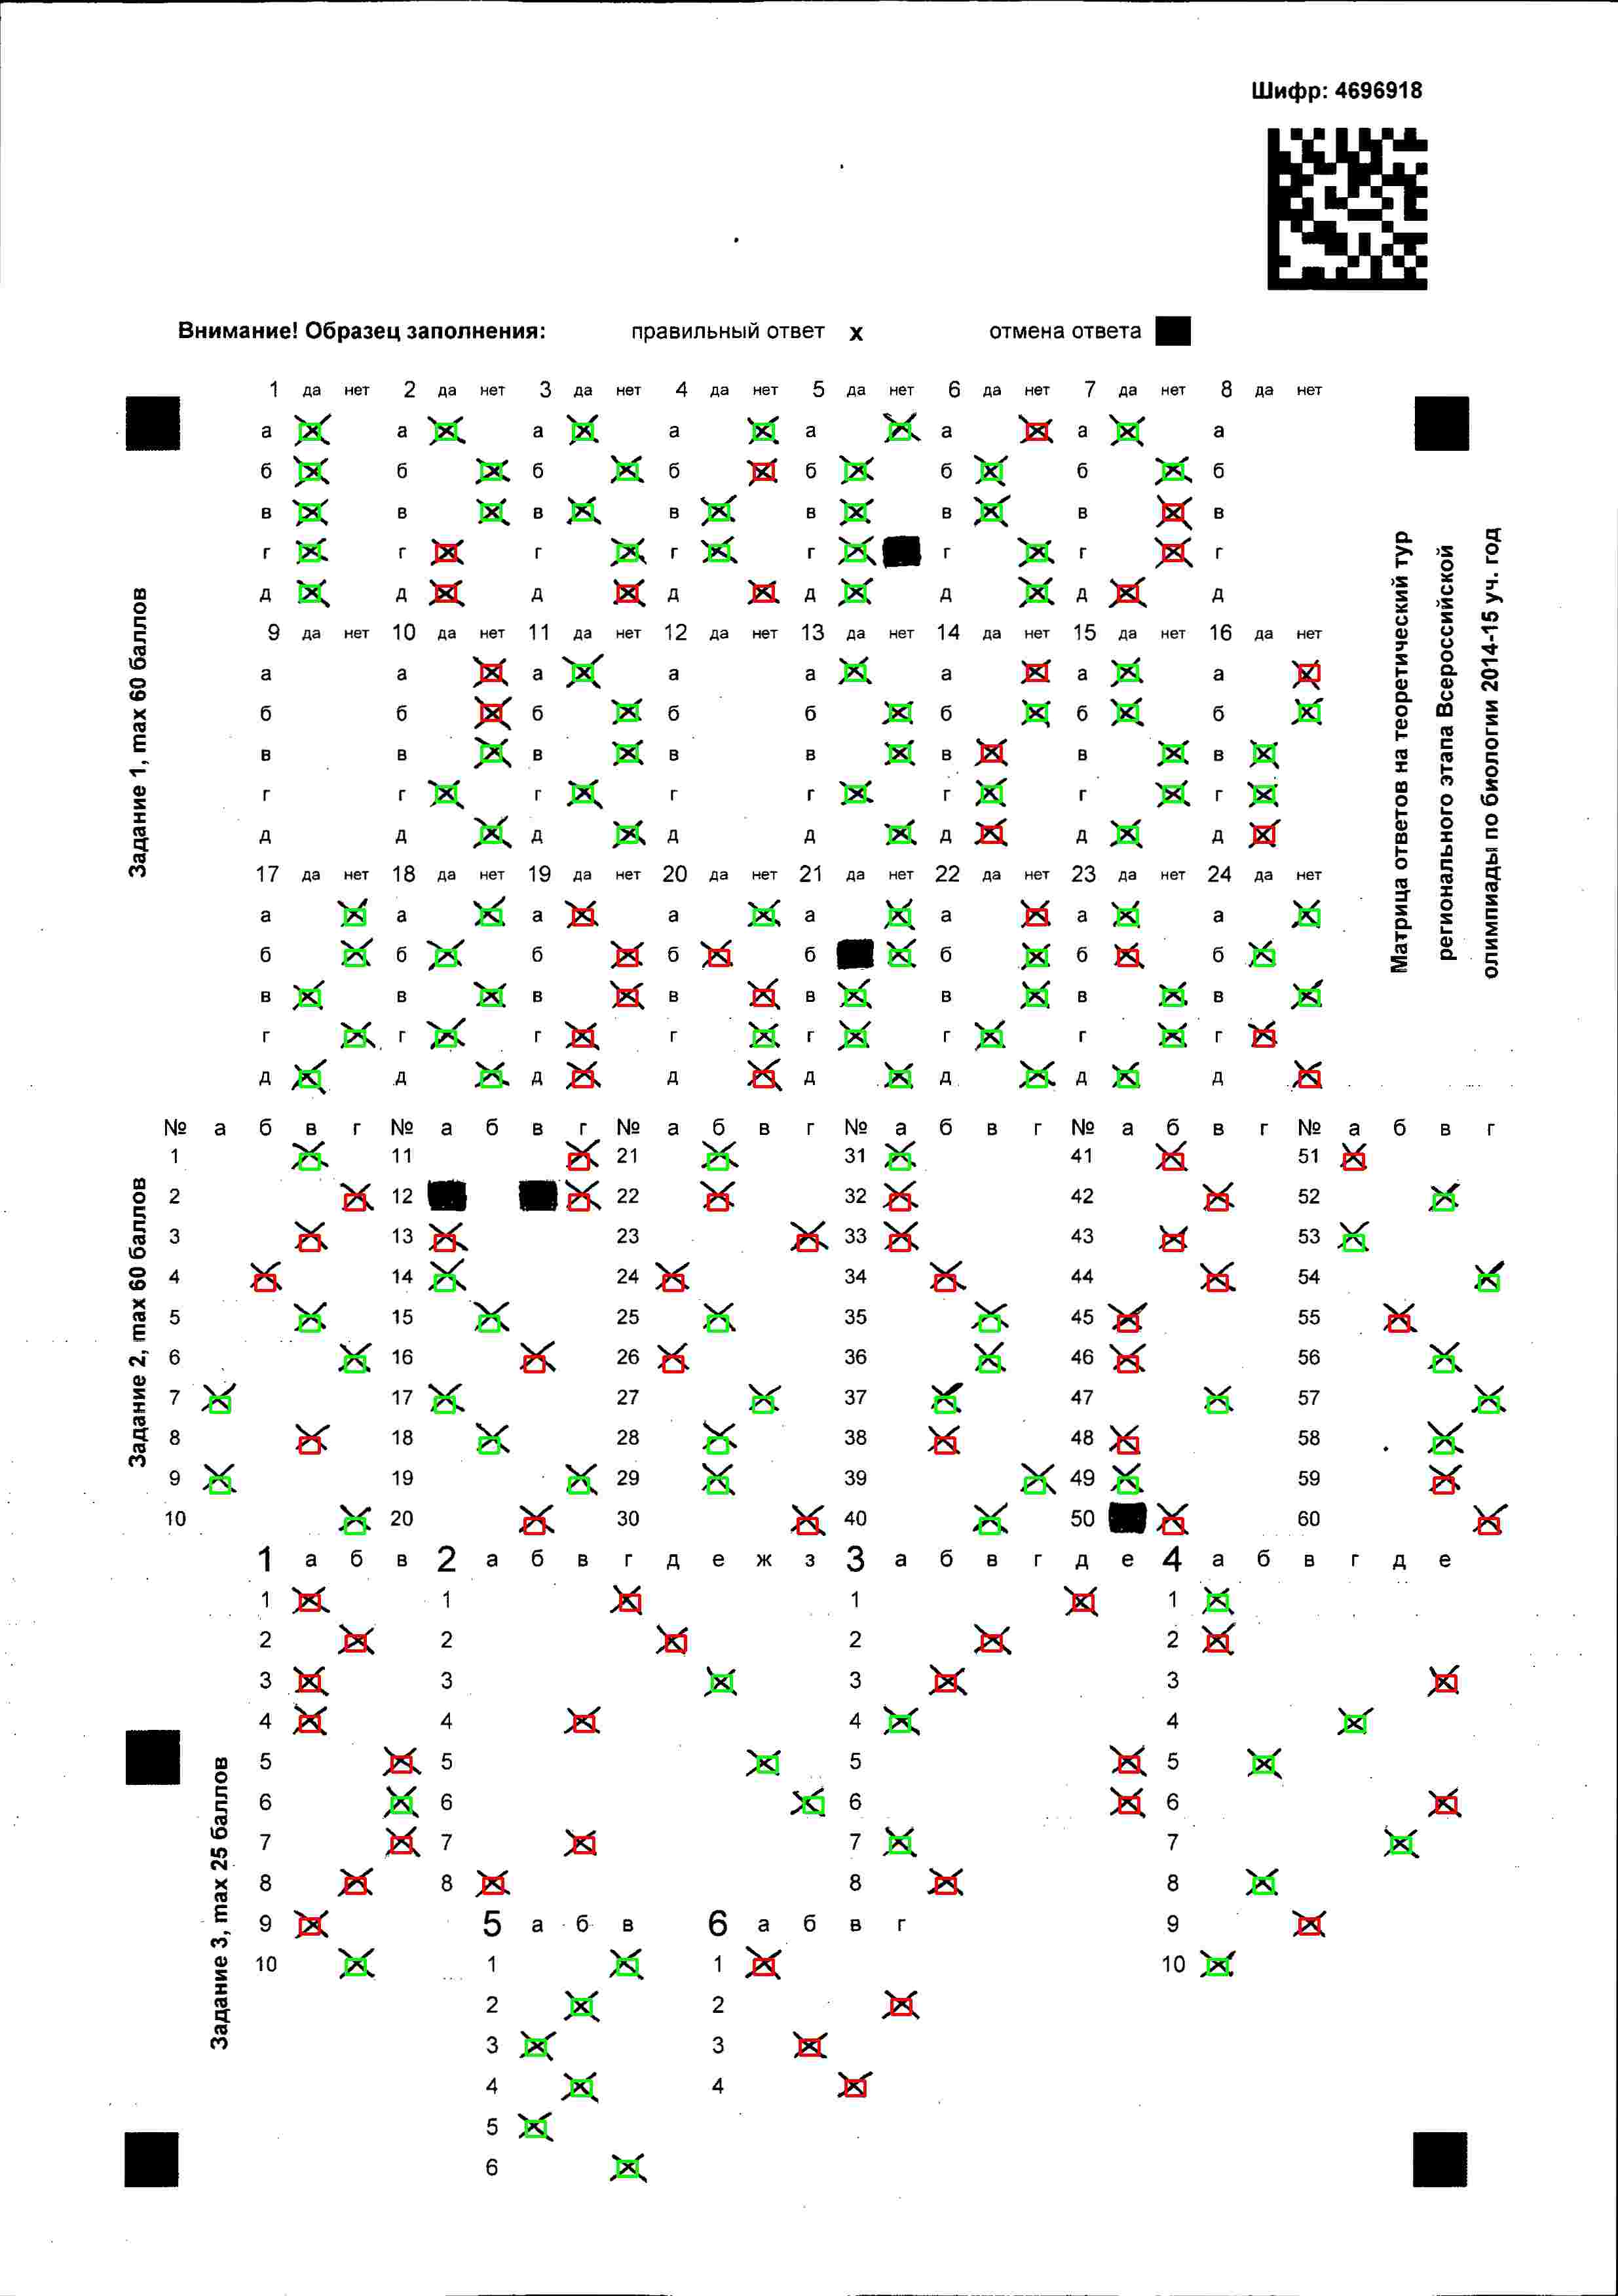 Шифр: 4696918
Внимание! Образец заполнения: правильный ответ x отмена ответа
Матрица ответов на теоретический тур
регионального этапа Всероссийской
олимпиады по биологии 2014-15 уч. год
Задание 1, max 60 баллов
1 да нет 2 да нет 3 да нет 4 да нет 5 да нет 6 да нет 7 да нет 8 да нет
а а а а а а а а
б б б б б б б б
в в в в в в в в
г г г г г г г г
д д д д д д д д
9 да нет 10 да нет 11 да нет 12 да нет 13 да нет 14 да нет 15 да нет 16 да нет
а а а а а а а а
б б б б б б б б
в в в в в в в в
г г г г г г г г
д д д д д д д д
17 да нет 18 да нет 19 да нет 20 да нет 21 да нет 22 да нет 23 да нет 24 да нет
а а а а а а а а
б б б б б б б б
в в в в в в в в
г г г г г г г г
д д д д д д д д
Задание 2, max 60 баллов
№ а б в г № а б в г № а б в г № а б в г № а б в г № а б в г
1 11 21 31 41 51
2 12 22 32 42 52
3 13 23 33 43 53
4 14 24 34 44 54
5 15 25 35 45 55
6 16 26 36 46 56
7 17 27 37 47 57
8 18 28 38 48 58
9 19 29 39 49 59
10 20 30 40 50 60
Задание 3, max 25 баллов
1 а б в 2 а б в г д е ж з 3 а б в г д е 4 а б в г д е
1 1 1 1
2 2 2 2
3 3 3 3
4 4 4 4
5 5 5 5
6 6 6 6
7 7 7 7
8 8 8 8
9 5 а б в 6 а б в г 9
10 1 1 10
2 2
3 3
4 4
5
6